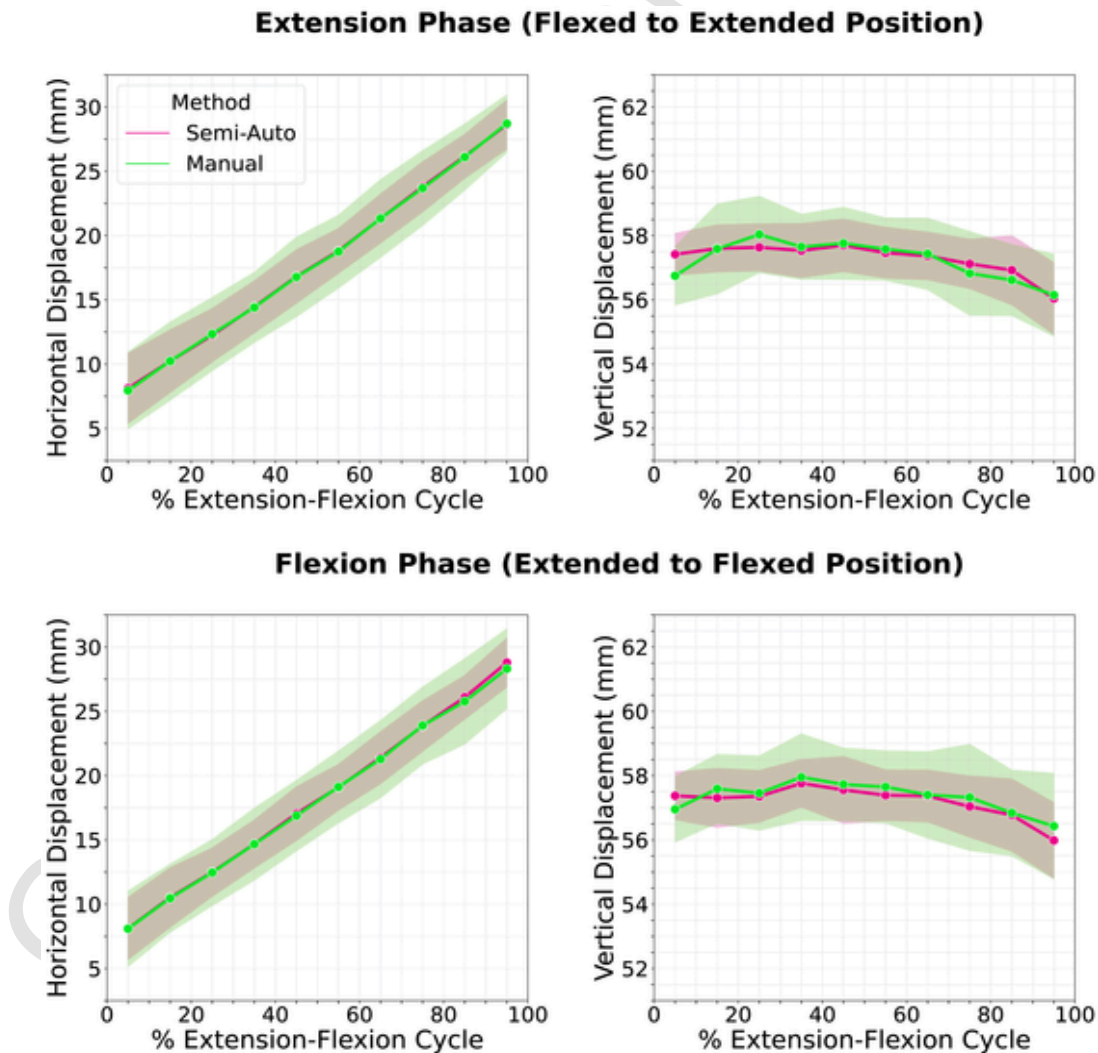 Extension Phase (Flexed to Extended Position)
Horizontal Displacement (mm)
30
25
20
15
10
5
Method
Semi-Auto
Manual
0 20 40 60 80 100
% Extension-Flexion Cycle
Vertical Displacement (mm)
62
60
58
56
54
52
0 20 40 60 80 100
% Extension-Flexion Cycle
Flexion Phase (Extended to Flexed Position)
Horizontal Displacement (mm)
30
25
20
15
10
5
0 20 40 60 80 100
% Extension-Flexion Cycle
Vertical Displacement (mm)
62
60
58
56
54
52
0 20 40 60 80 100
% Extension-Flexion Cycle